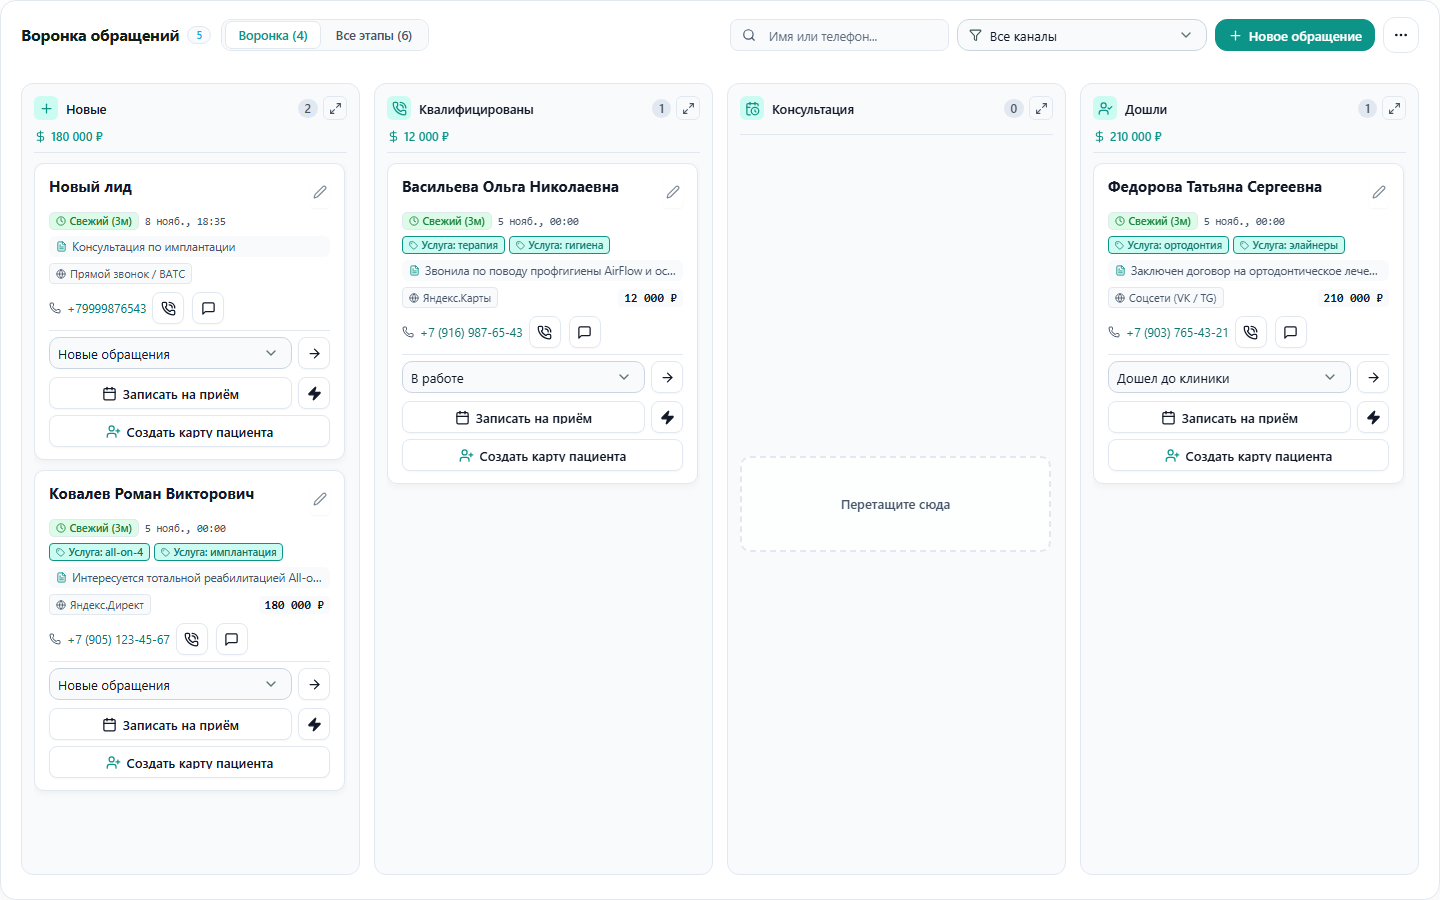 Воронка обращений 5 Воронка (4) Все этапы (6) Имя или телефон... Все каналы Новое обращение
Новые 2
180 000 ₽
Новый лид
Свежий (3м) 8 нояб., 18:35
Консультация по имплантации
Прямой звонок / ВАТС
+79999876543
Новые обращения
Записать на приём
Создать карту пациента
Ковалев Роман Викторович
Свежий (3м) 5 нояб., 00:00
Услуга: all-on-4 Услуга: имплантация
Интересуется тотальной реабилитацией All-o...
Яндекс.Директ 180 000 ₽
+7 (905) 123-45-67
Новые обращения
Записать на приём
Создать карту пациента
Квалифицированы 1
12 000 ₽
Васильева Ольга Николаевна
Свежий (3м) 5 нояб., 00:00
Услуга: терапия Услуга: гигиена
Звонила по поводу профгигиены AirFlow и ос...
Яндекс.Карты 12 000 ₽
+7 (916) 987-65-43
В работе
Записать на приём
Создать карту пациента
Консультация 0
Перетащите сюда
Дошли 1
210 000 ₽
Федорова Татьяна Сергеевна
Свежий (3м) 5 нояб., 00:00
Услуга: ортодонтия Услуга: элайнеры
Заключен договор на ортодонтическое лече...
Соцсети (VK / TG) 210 000 ₽
+7 (903) 765-43-21
Дошел до клиники
Записать на приём
Создать карту пациента